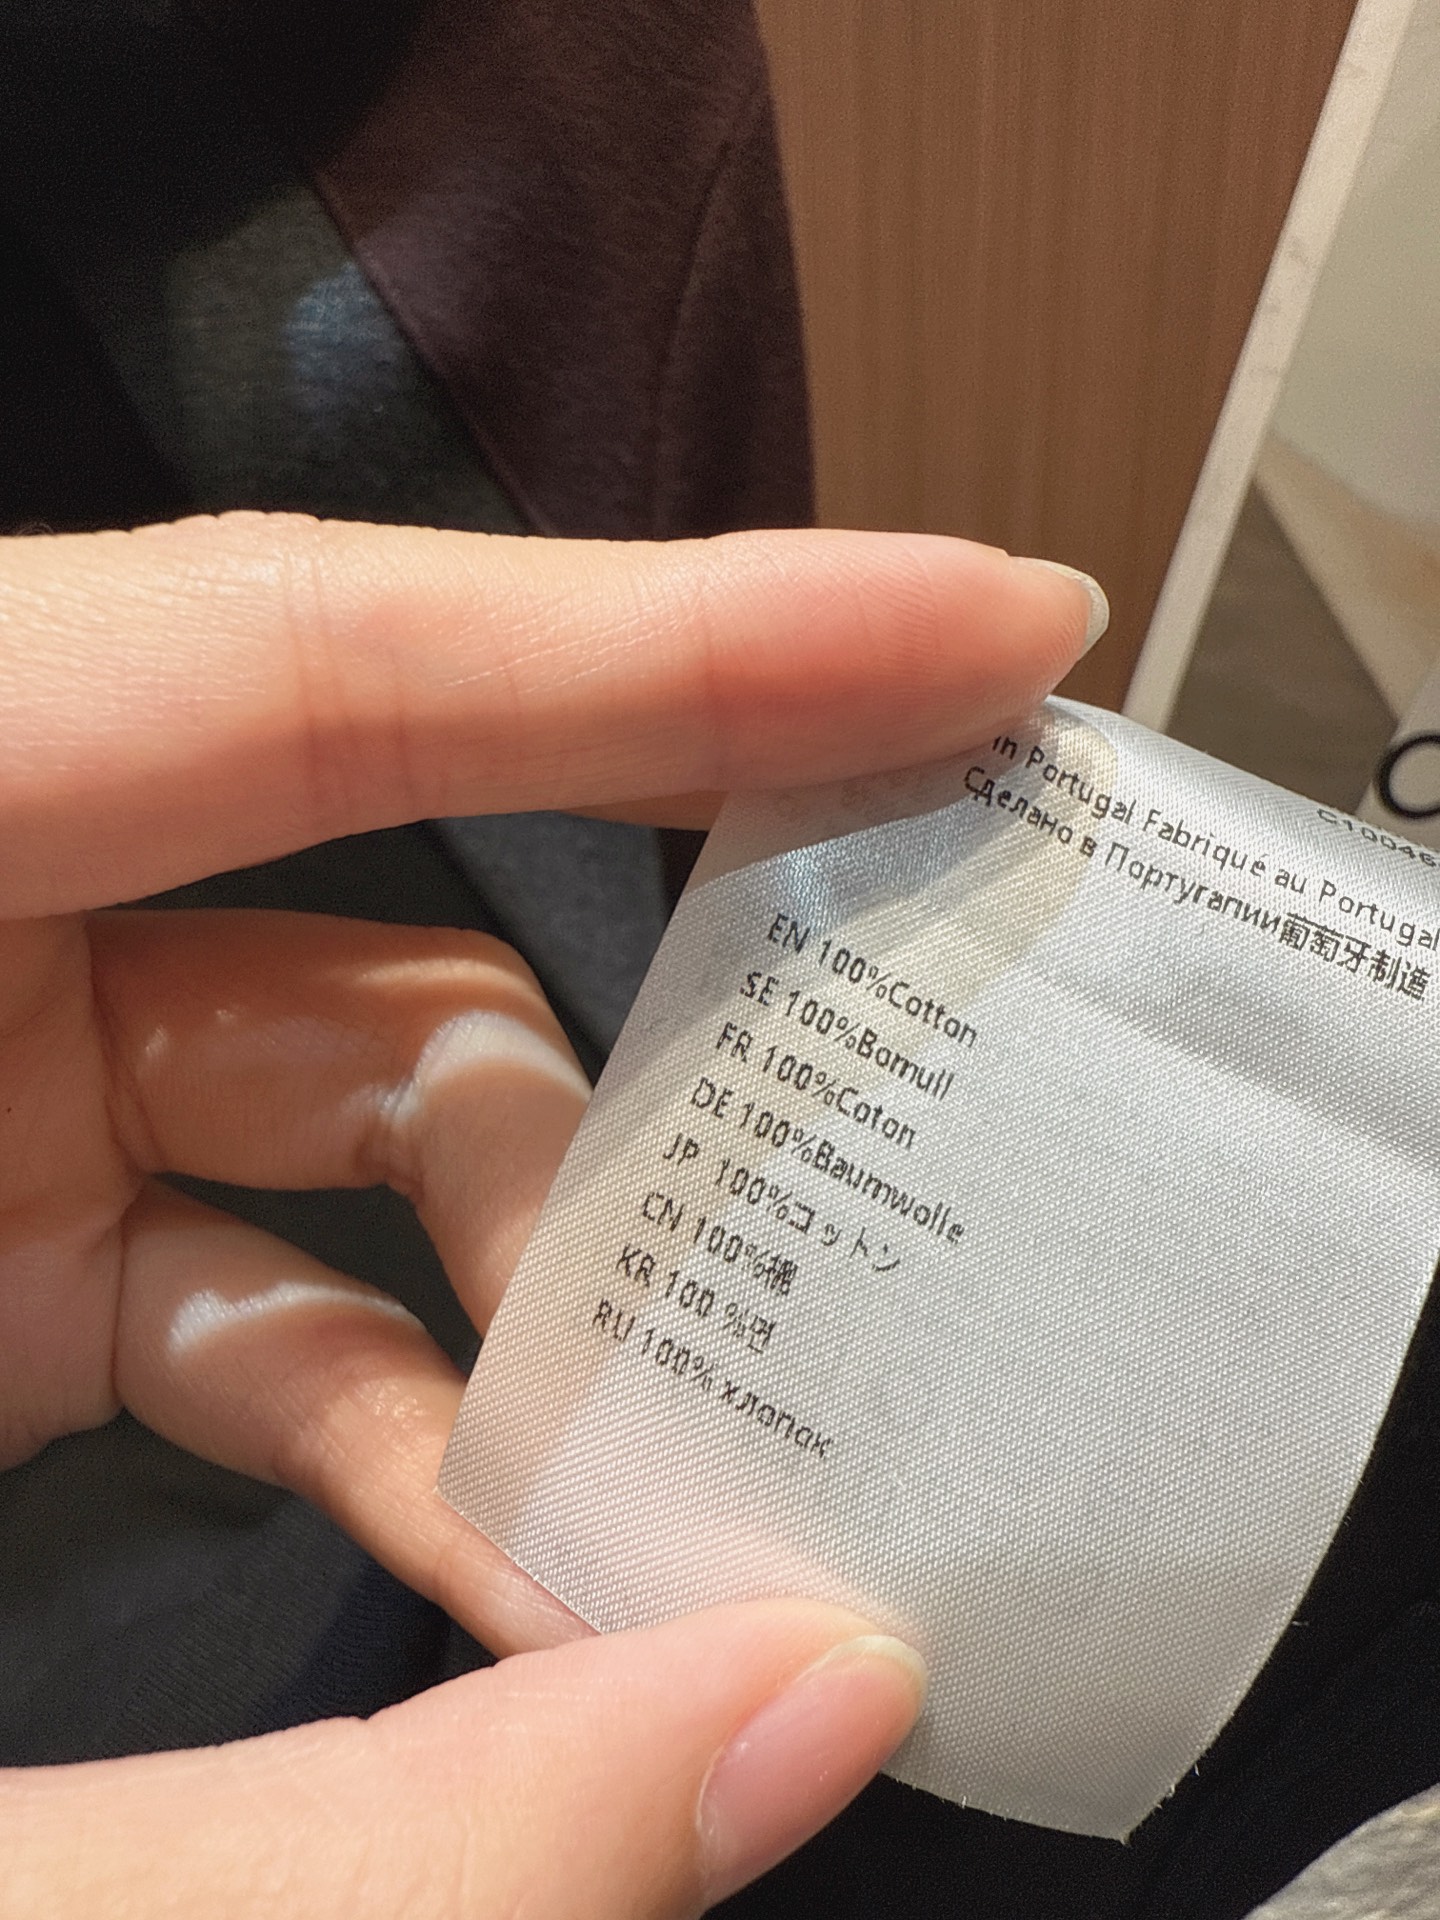 in Portugal Fabriqué au Portugal
Сделано в Португалии葡萄牙制造
EN 100%Cotton
SE 100%Bomull
FR 100%Coton
DE 100%Baumwolle
JP 100%コットン
CN 100%棉
KR 100 %면
RU 100% хлопок